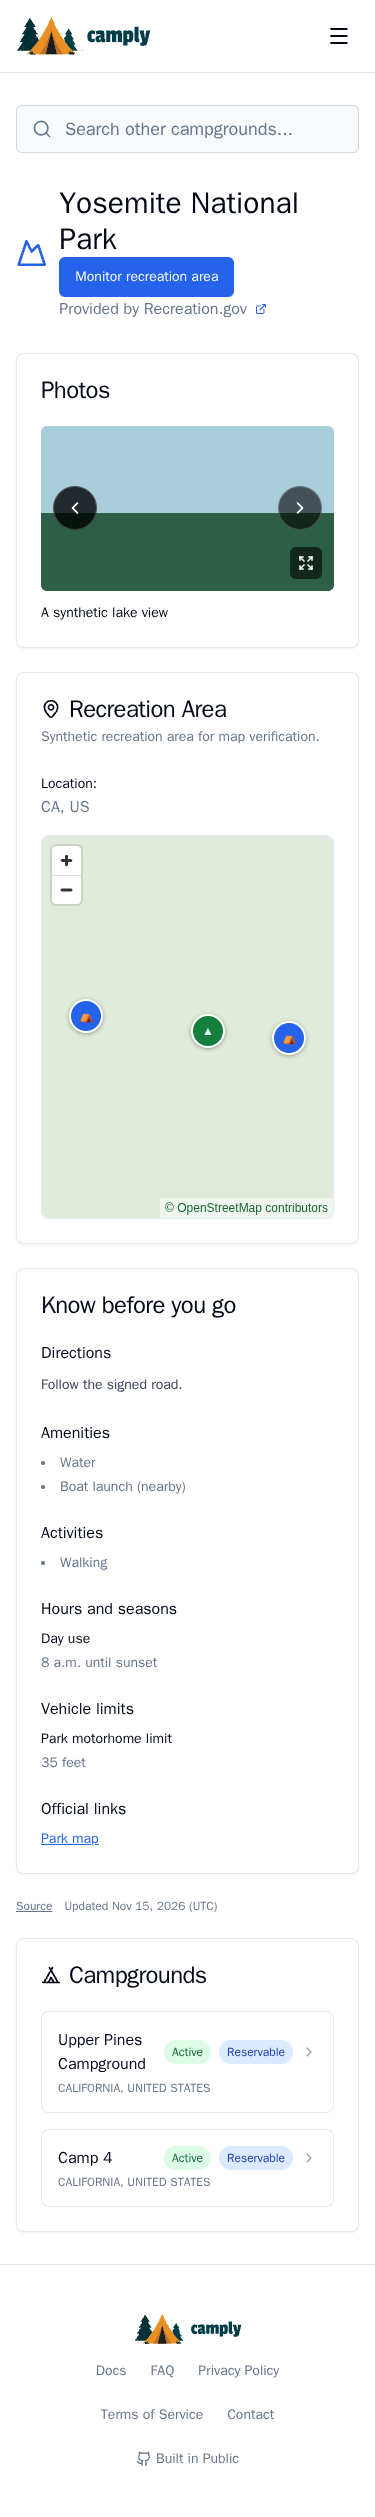 camply
Search other campgrounds...
Yosemite National
Park
Monitor recreation area
Provided by Recreation.gov
Photos
A synthetic lake view
Recreation Area
Synthetic recreation area for map verification.
Location:
CA, US
+
−
© OpenStreetMap contributors
Know before you go
Directions
Follow the signed road.
Amenities
• Water
• Boat launch (nearby)
Activities
• Walking
Hours and seasons
Day use
8 a.m. until sunset
Vehicle limits
Park motorhome limit
35 feet
Official links
Park map
Source Updated Nov 15, 2026 (UTC)
Campgrounds
Upper Pines
Campground
Active Reservable
CALIFORNIA, UNITED STATES
Camp 4 Active Reservable
CALIFORNIA, UNITED STATES
camply
Docs FAQ Privacy Policy
Terms of Service Contact
Built in Public